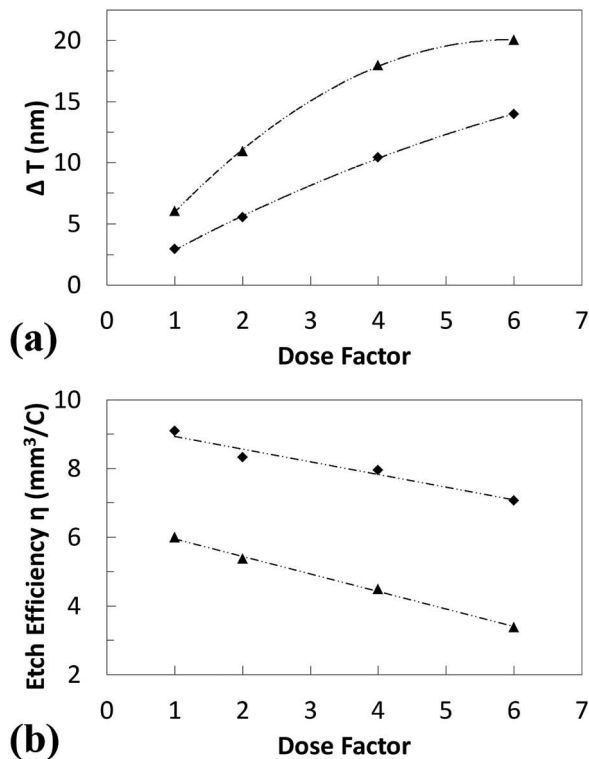 20
15
10
5
0
Δ T (nm)
0 1 2 3 4 5 6 7
Dose Factor
(a)
10
8
6
4
2
Etch Efficiency η (mm³/C)
0 1 2 3 4 5 6 7
Dose Factor
(b)